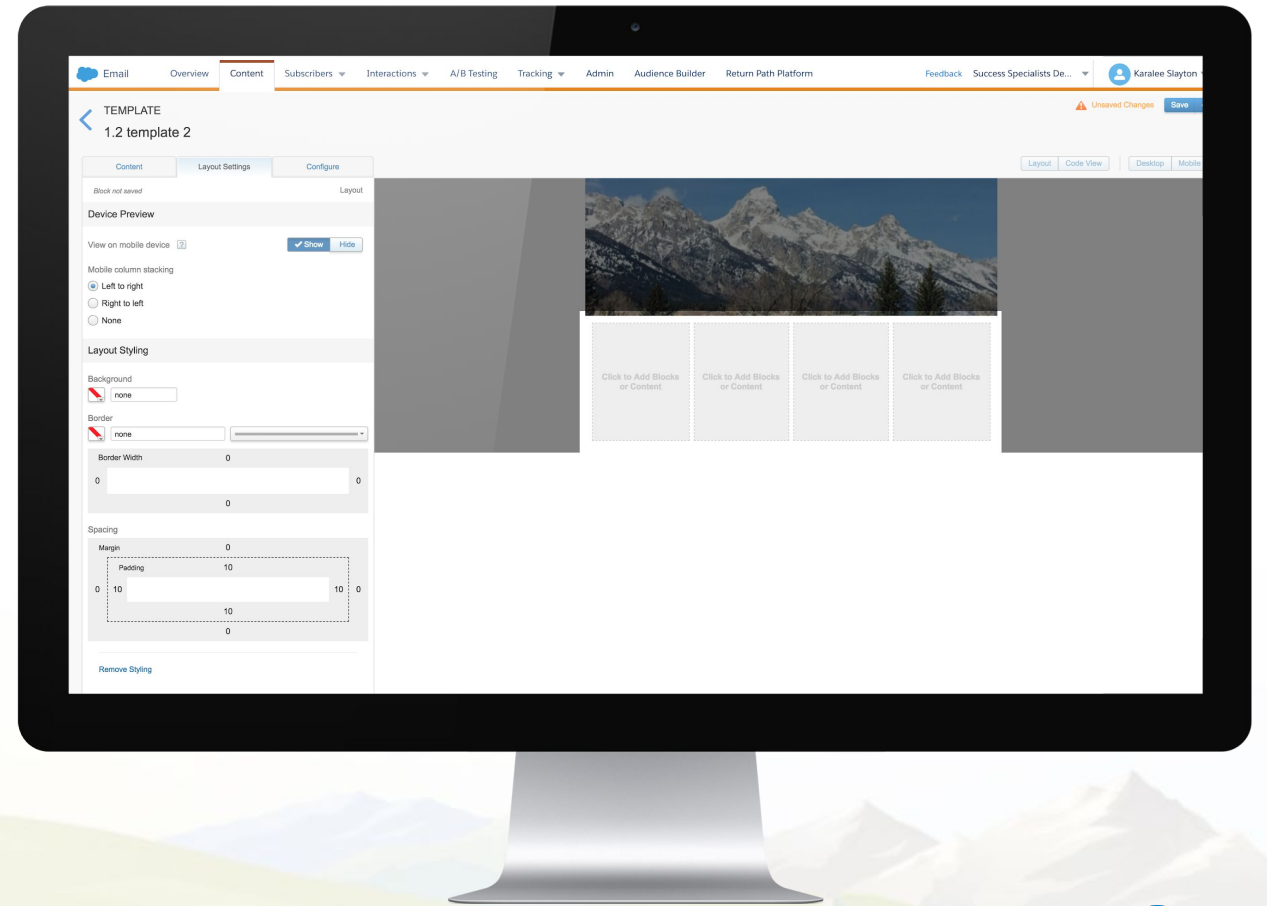 Email Overview Content Subscribers Interactions A/B Testing Tracking Admin Audience Builder Return Path Platform Feedback Success Specialists De... Karalee Slayton
TEMPLATE
Unsaved Changes Save
1.2 template 2
Content Layout Settings Configure
Layout Code View Desktop Mobile
Block not saved Layout
Device Preview
View on mobile device ? Show Hide
Mobile column stacking
Left to right
Right to left
None
Layout Styling
Background
none
Border
none
Border Width 0
0 0
0
Spacing
Margin 0
Padding 10
0 10 10 0
10
0
Remove Styling
Click to Add Blocks
or Content
Click to Add Blocks
or Content
Click to Add Blocks
or Content
Click to Add Blocks
or Content